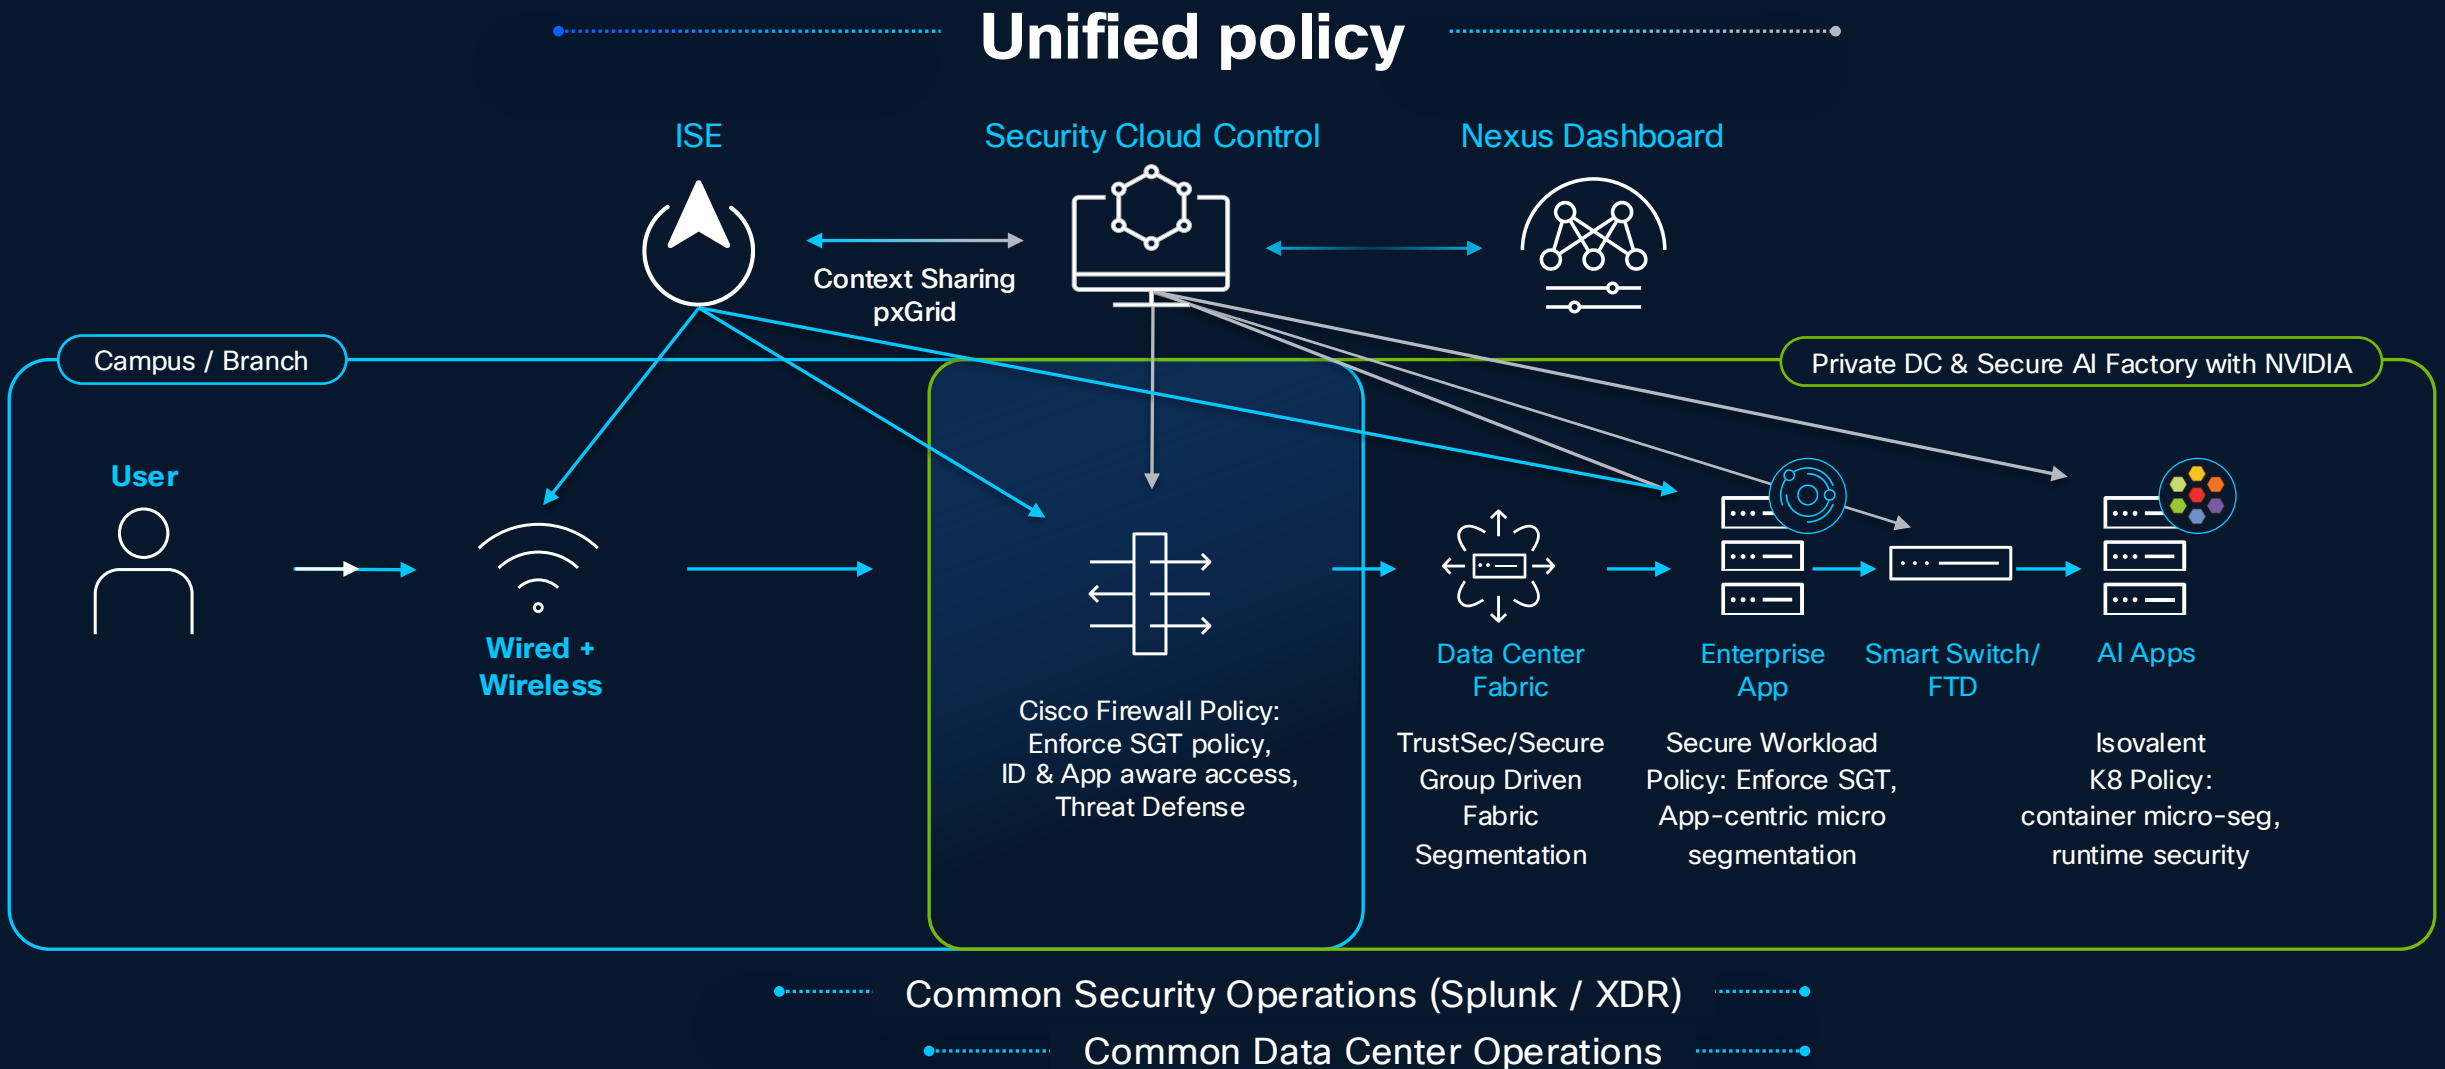 Unified policy
ISE
Security Cloud Control
Nexus Dashboard
Context Sharing
pxGrid
Campus / Branch
Private DC & Secure AI Factory with NVIDIA
User
Wired +
Wireless
Cisco Firewall Policy:
Enforce SGT policy,
ID & App aware access,
Threat Defense
Data Center
Fabric
TrustSec/Secure
Group Driven
Fabric
Segmentation
Enterprise
App
Secure Workload
Policy: Enforce SGT,
App-centric micro
segmentation
Smart Switch/
FTD
AI Apps
Isovalent
K8 Policy:
container micro-seg,
runtime security
Common Security Operations (Splunk / XDR)
Common Data Center Operations